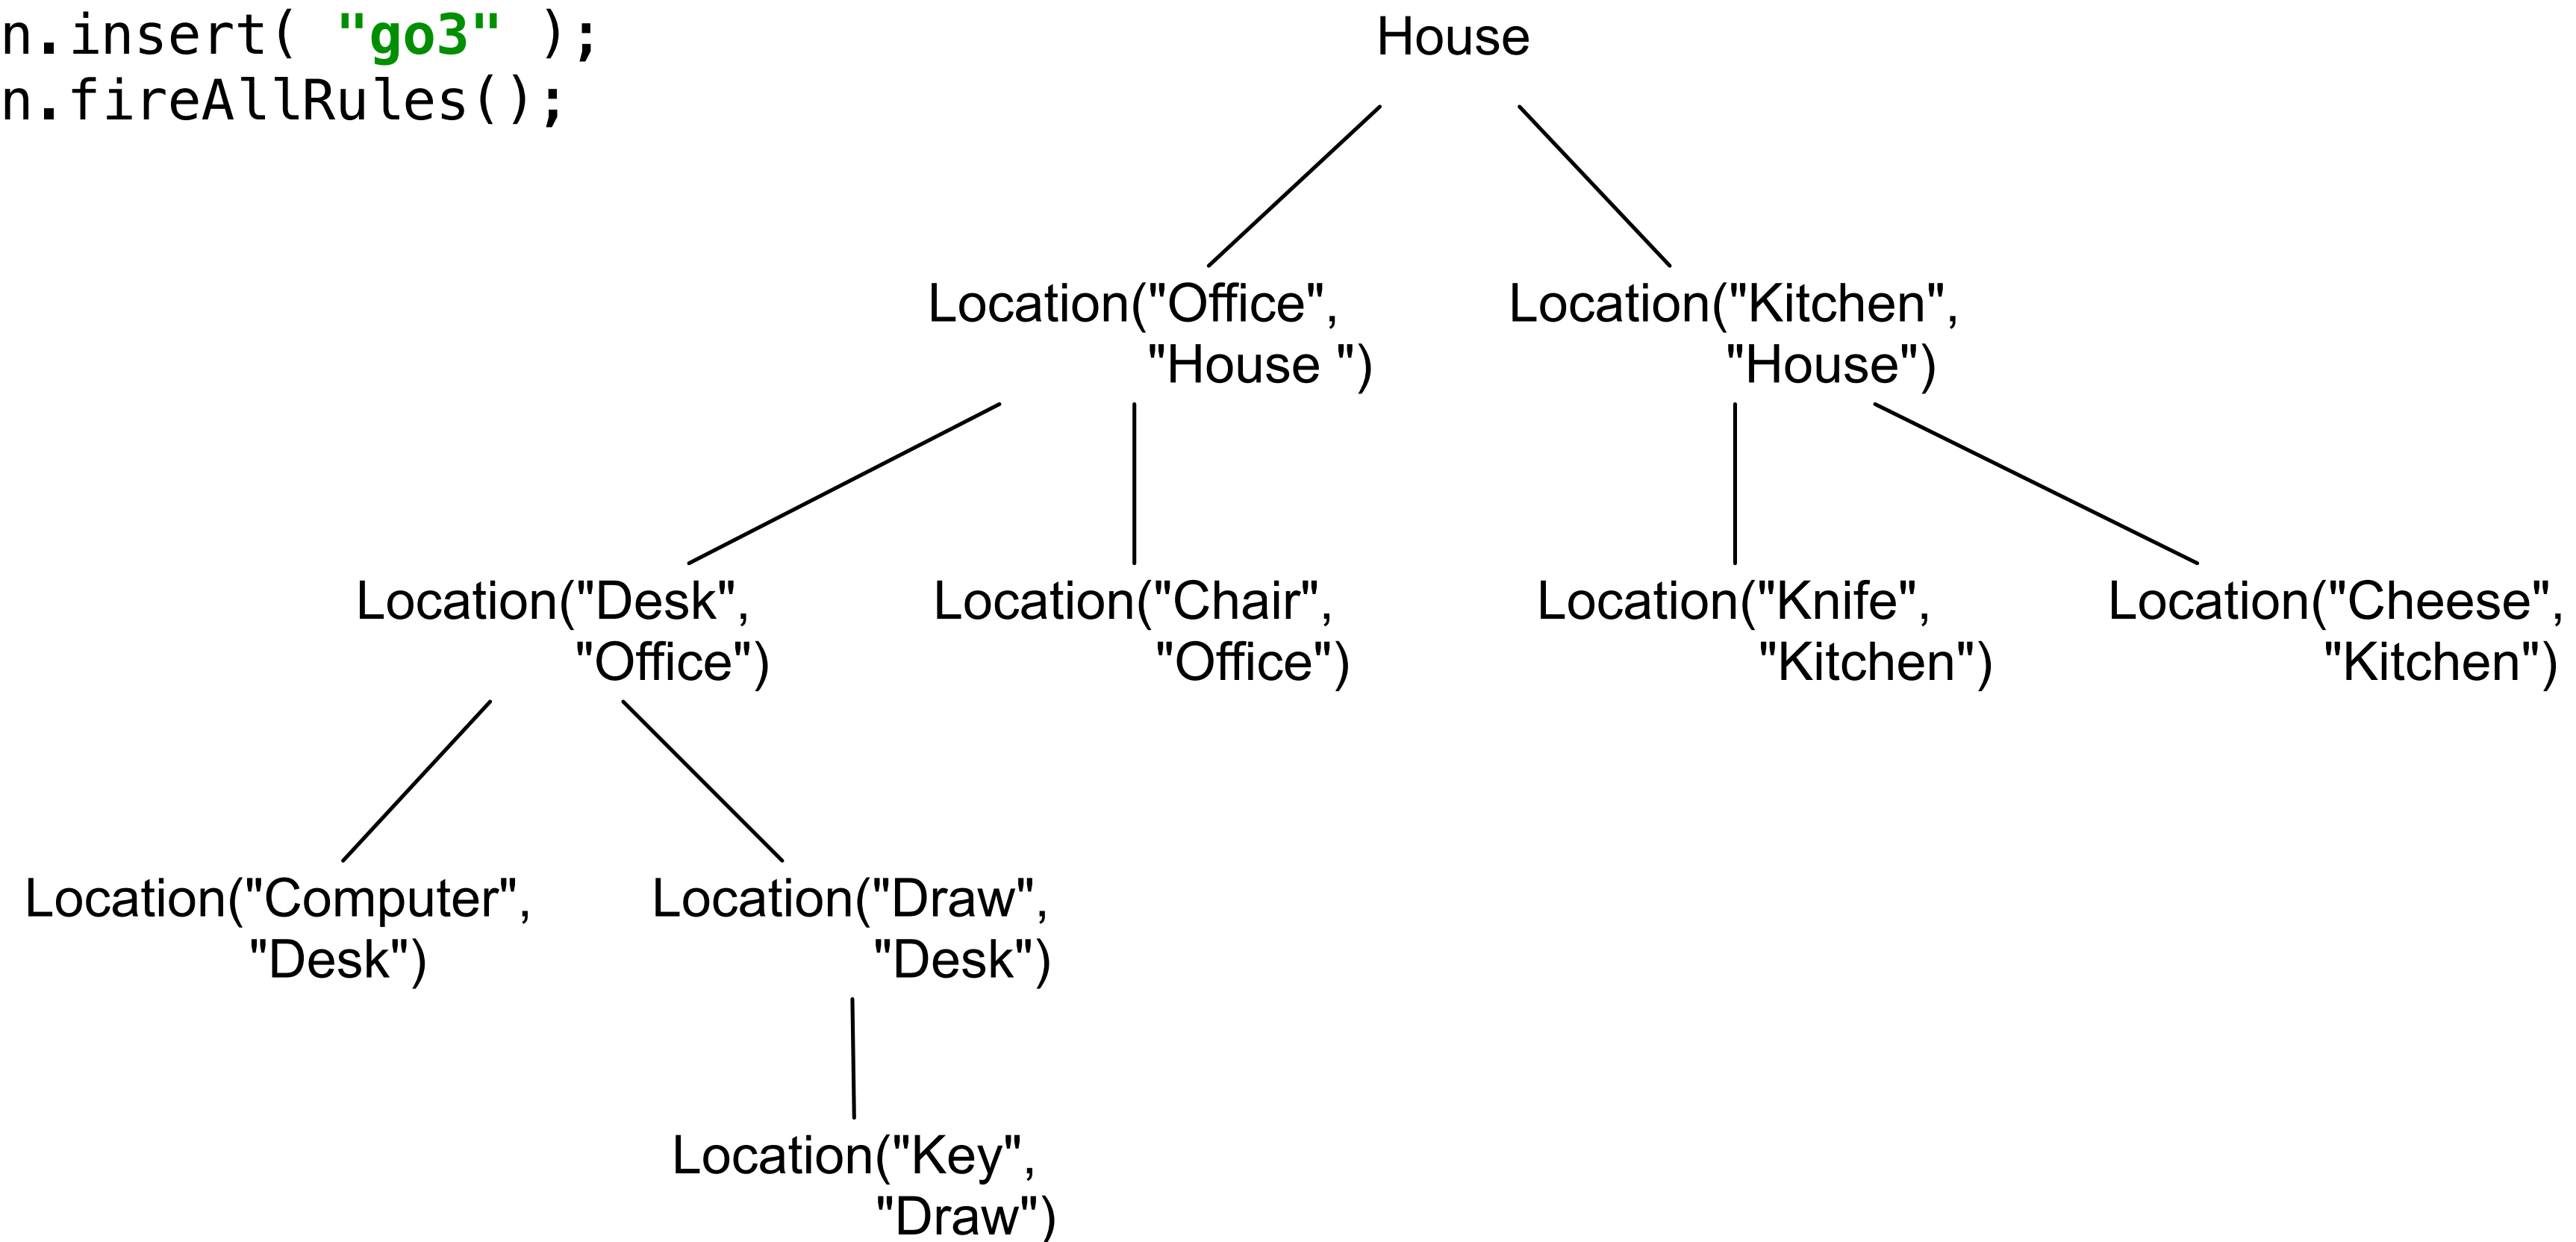 n.insert( "go3" );
n.fireAllRules();
House
Location("Office",
"House ")
Location("Kitchen",
"House")
Location("Desk",
"Office")
Location("Chair",
"Office")
Location("Knife",
"Kitchen")
Location("Cheese",
"Kitchen")
Location("Computer",
"Desk")
Location("Draw",
"Desk")
Location("Key",
"Draw")